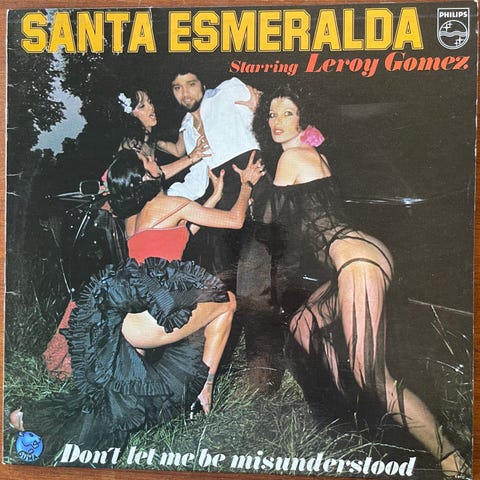 SANTA ESMERALDA
PHILIPS
Starring Leroy Gomez
Don't let me be misunderstood